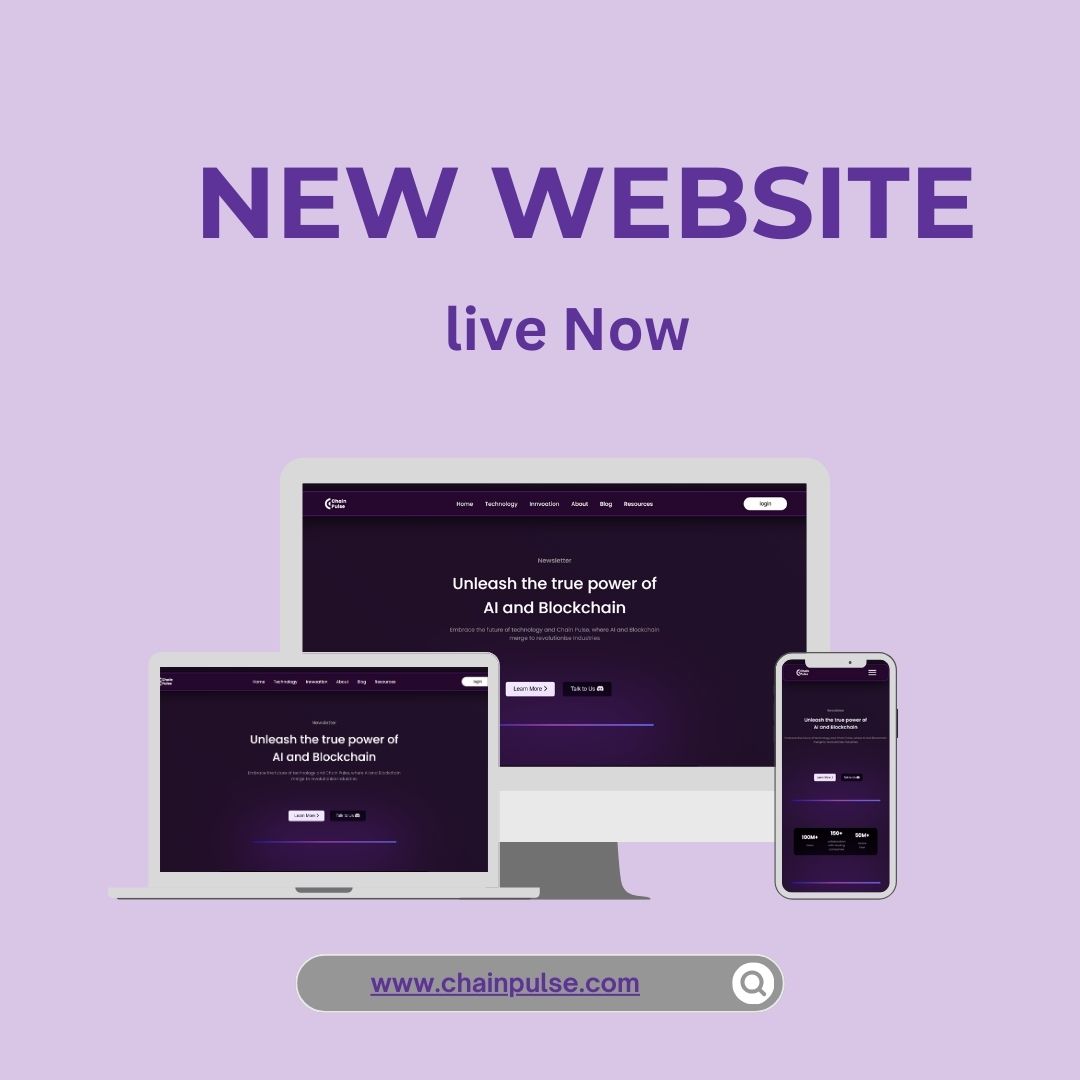 NEW WEBSITE
live Now
Chain
Pulse
Home Technology Innvoation About Blog Resources
login
Newsletter
Unleash the true power of
AI and Blockchain
Embrace the future of technology and Chain Pulse, where AI and Blockchain
merge to revolutionise industries
Learn More
Talk to Us
Chain
Pulse
Home Technology Innvoation About Blog Resources
login
Newsletter
Unleash the true power of
AI and Blockchain
Embrace the future of technology and Chain Pulse, where AI and Blockchain
merge to revolutionise industries
Learn More
Talk to Us
Chain
Pulse
Newsletter
Unleash the true power of
AI and Blockchain
Learn More
Talk to Us
100M+ 150+ 50M+
www.chainpulse.com